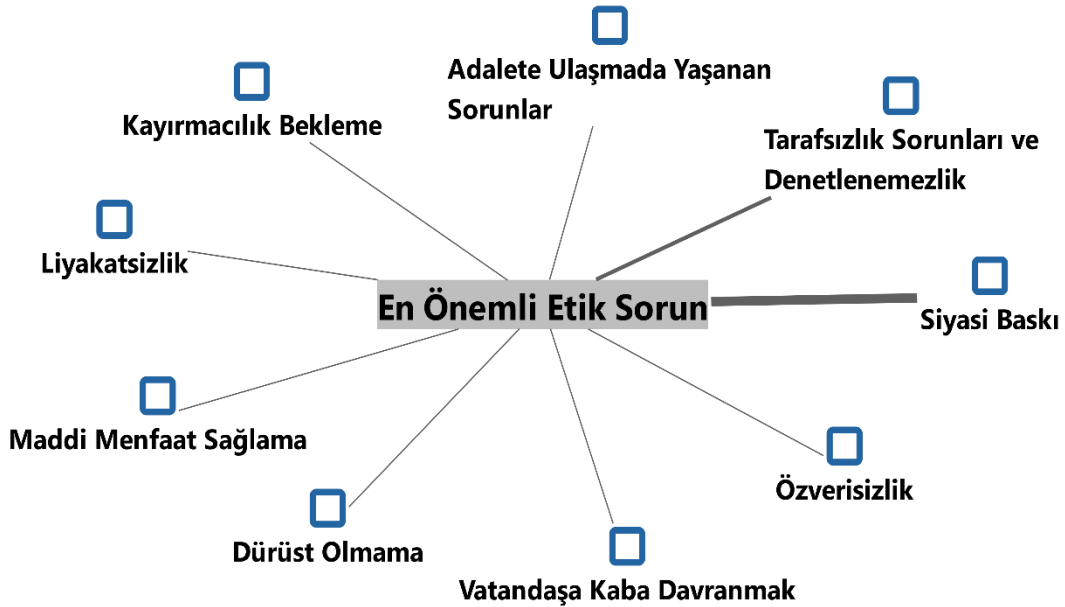 Adalete Ulaşmada Yaşanan
Sorunlar
Kayırmacılık Bekleme
Tarafsızlık Sorunları ve
Denetlenemezlik
Liyakatsizlik
En Önemli Etik Sorun
Siyasi Baskı
Maddi Menfaat Sağlama
Özverisizlik
Dürüst Olmama
Vatandaşa Kaba Davranmak